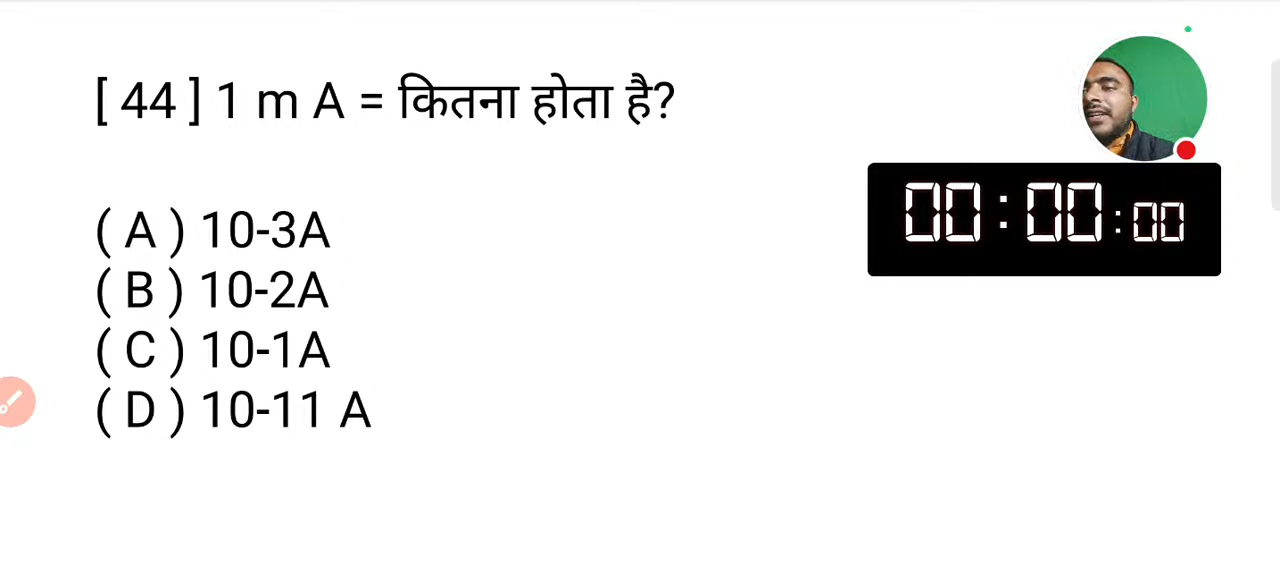 [ 44 ] 1 m A = कितना होता है?
00:00:00
( A ) 10-3A
( B ) 10-2A
( C ) 10-1A
( D ) 10-11 A